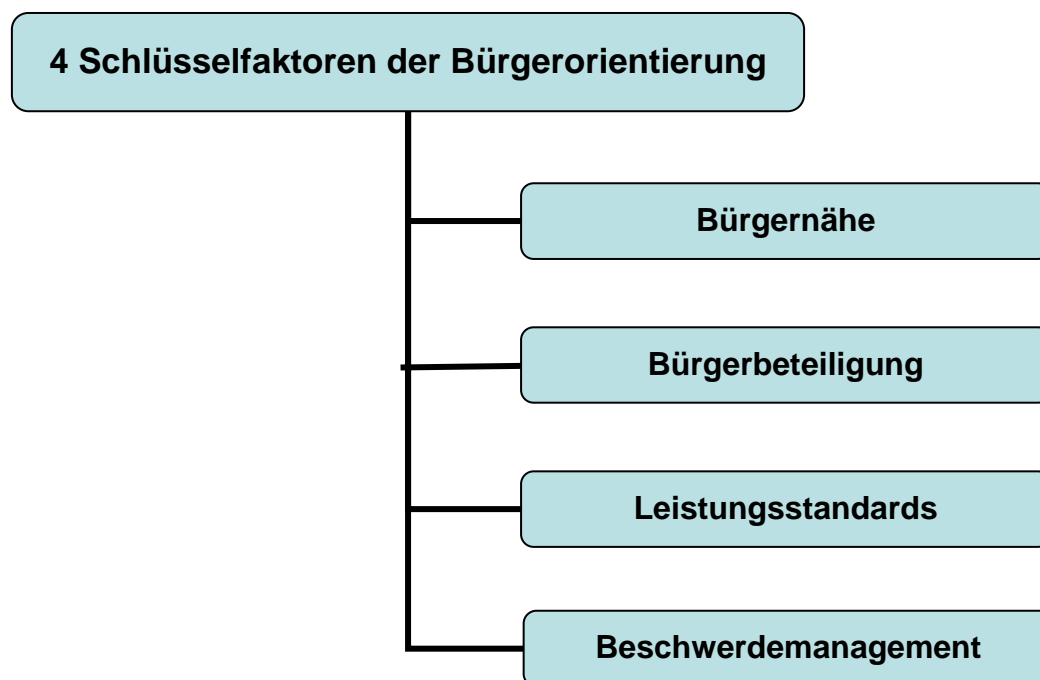 4 Schlüsselfaktoren der Bürgerorientierung
Bürgernähe
Bürgerbeteiligung
Leistungsstandards
Beschwerdemanagement